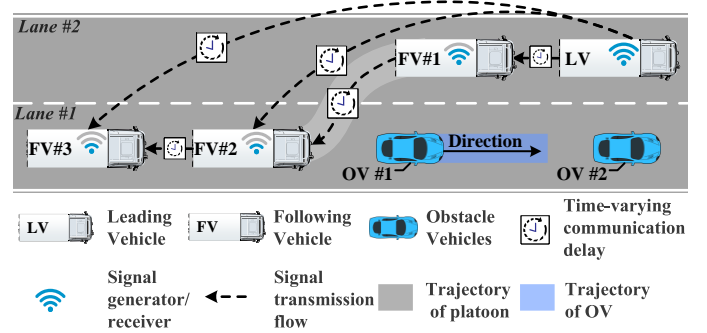 Lane #2
FV#1
LV
Lane #1
FV#3
FV#2
Direction
OV #1
OV #2
LV
Leading
Vehicle
FV
Following
Vehicle
Obstacle
Vehicles
Time-varying
communication
delay
Signal
generator/
receiver
Signal
transmission
flow
Trajectory
of platoon
Trajectory
of OV